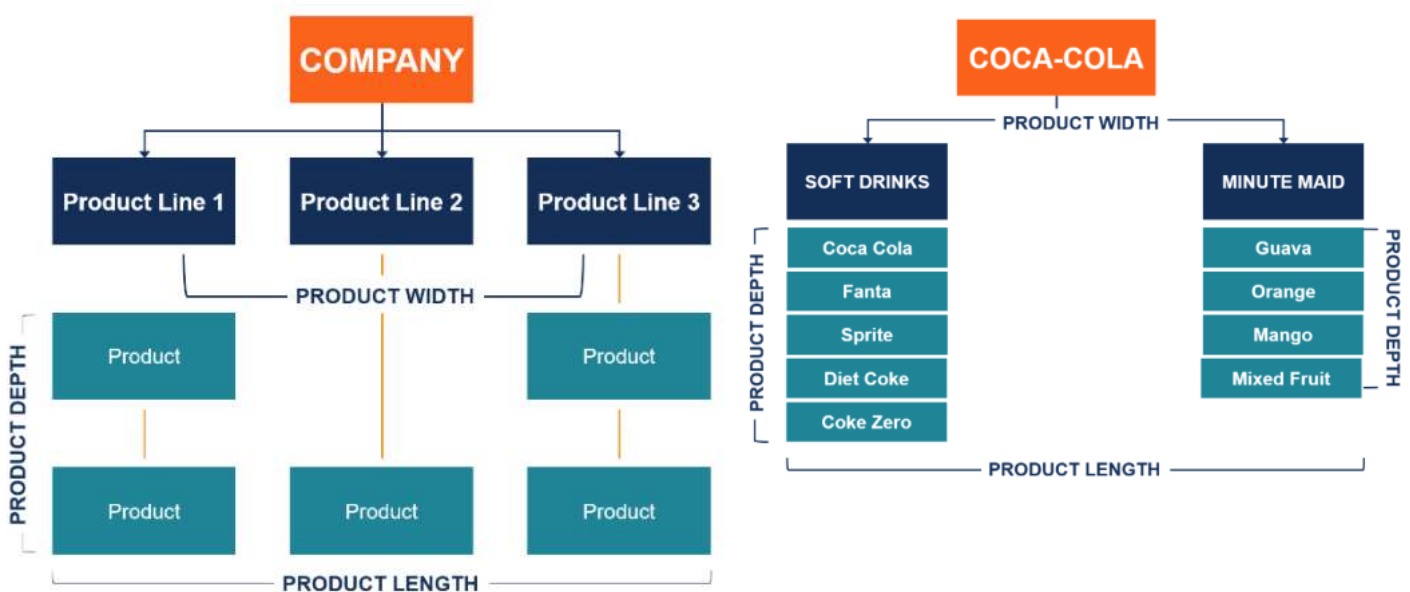 COMPANY
Product Line 1
Product Line 2
Product Line 3
PRODUCT WIDTH
PRODUCT DEPTH
Product
Product
Product
Product
Product
PRODUCT LENGTH
COCA-COLA
PRODUCT WIDTH
SOFT DRINKS
MINUTE MAID
PRODUCT DEPTH
Coca Cola
Fanta
Sprite
Diet Coke
Coke Zero
Guava
Orange
Mango
Mixed Fruit
PRODUCT DEPTH
PRODUCT LENGTH